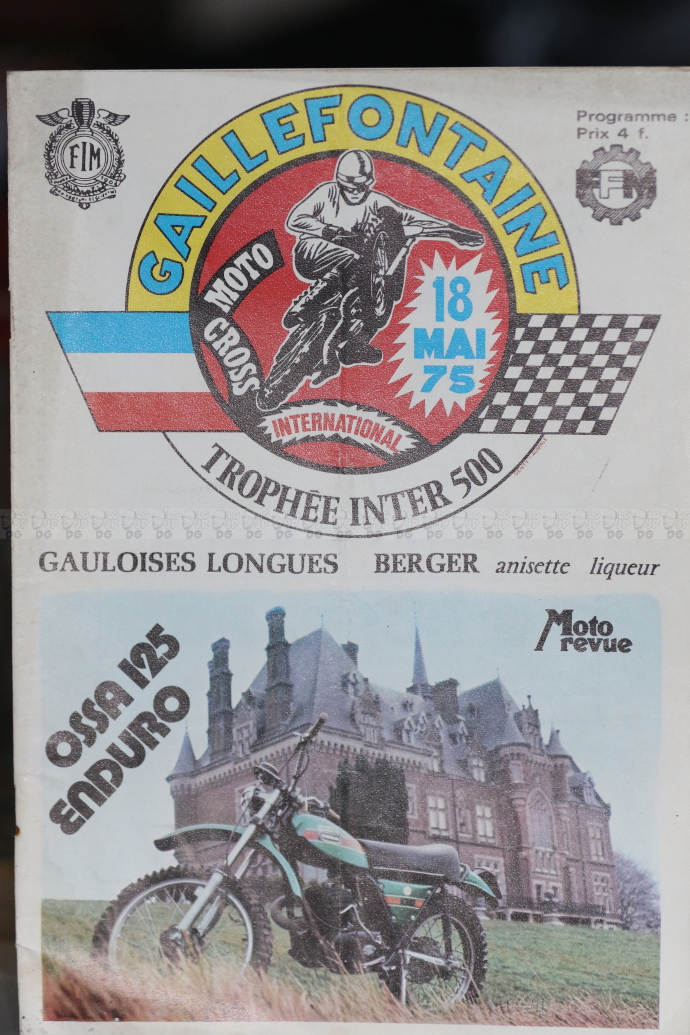 FIM
Programme :
Prix 4 f.
FFM
GAILLEFONTAINE
MOTO
CROSS
18
MAI
75
INTERNATIONAL
TROPHÉE INTER 500
GAULOISES LONGUES BERGER anisette liqueur
Moto
revue
OSSA 125
ENDURO